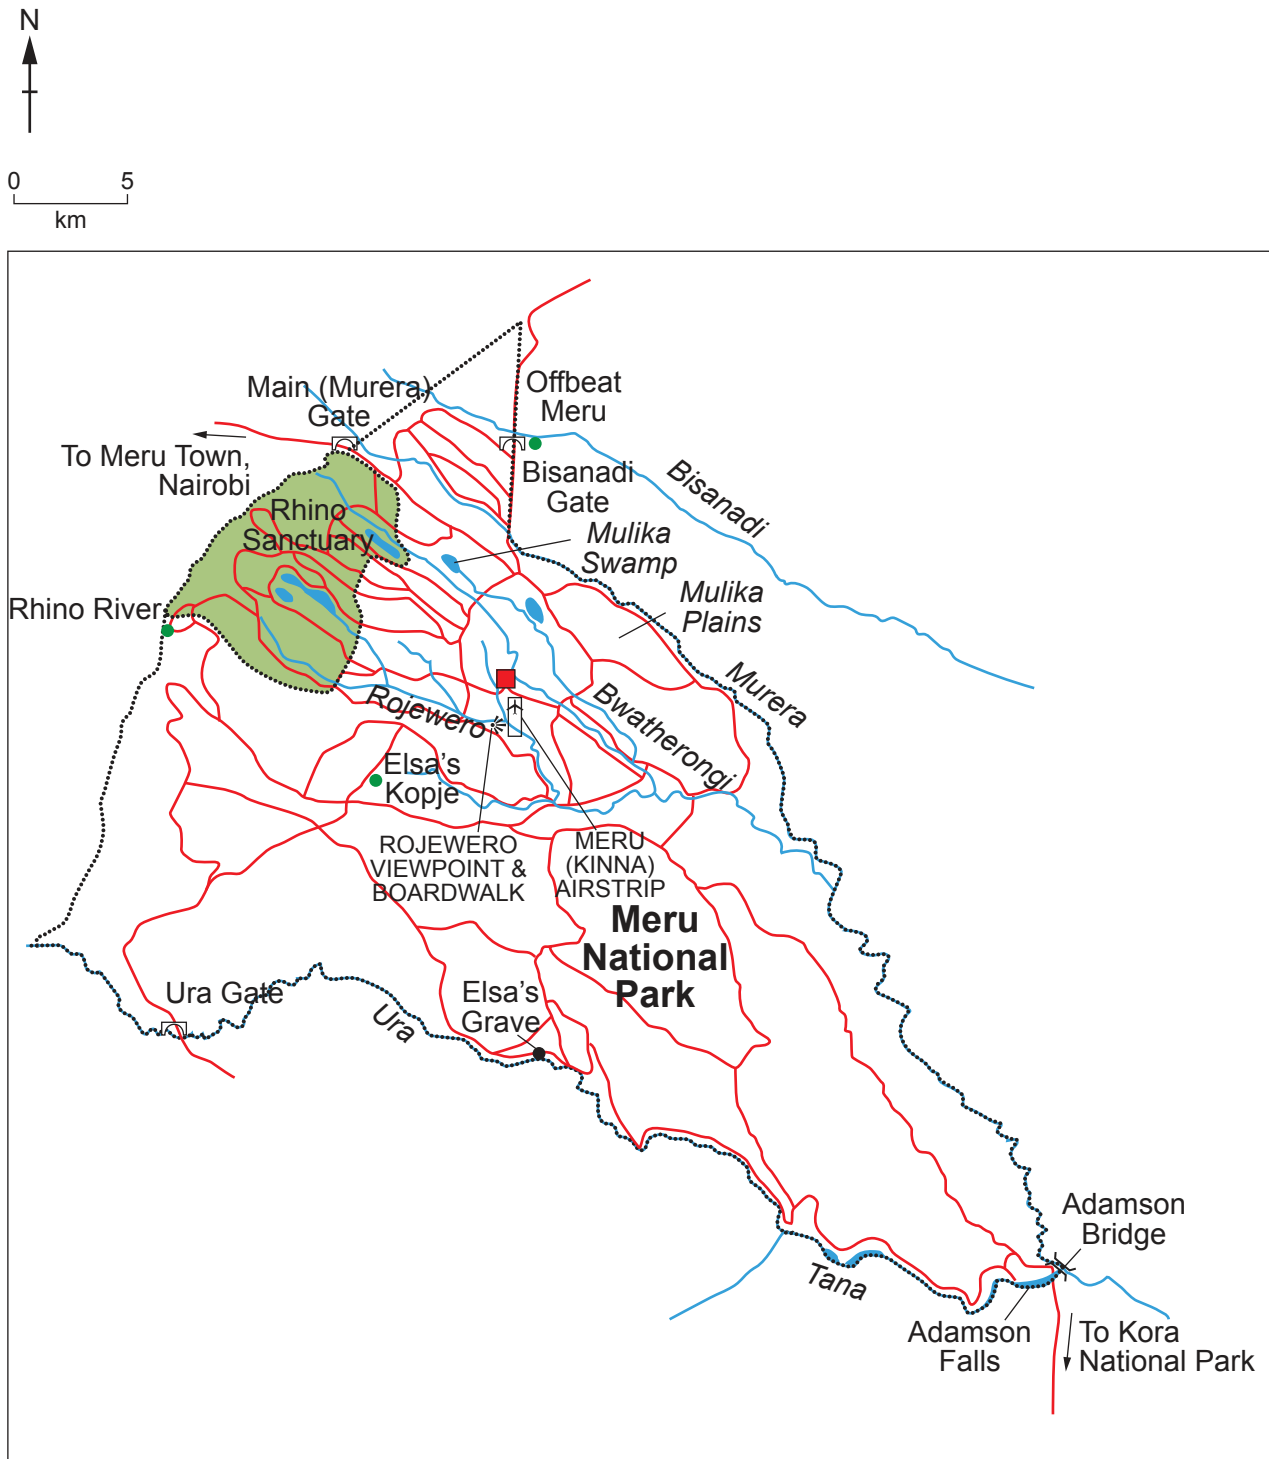 N
0 5
km
Main (Murera)
Gate
Offbeat
Meru
To Meru Town,
Nairobi
Bisanadi
Gate
Bisanadi
Rhino
Sanctuary
Mulika
Swamp
Mulika
Plains
Rhino River
Murera
Rojewero
Bwatherongi
Elsa's
Kopje
ROJEWERO
VIEWPOINT &
BOARDWALK
MERU
(KINNA)
AIRSTRIP
Meru
National
Park
Ura Gate
Elsa's
Grave
Ura
Adamson
Bridge
Tana
Adamson
Falls
To Kora
National Park